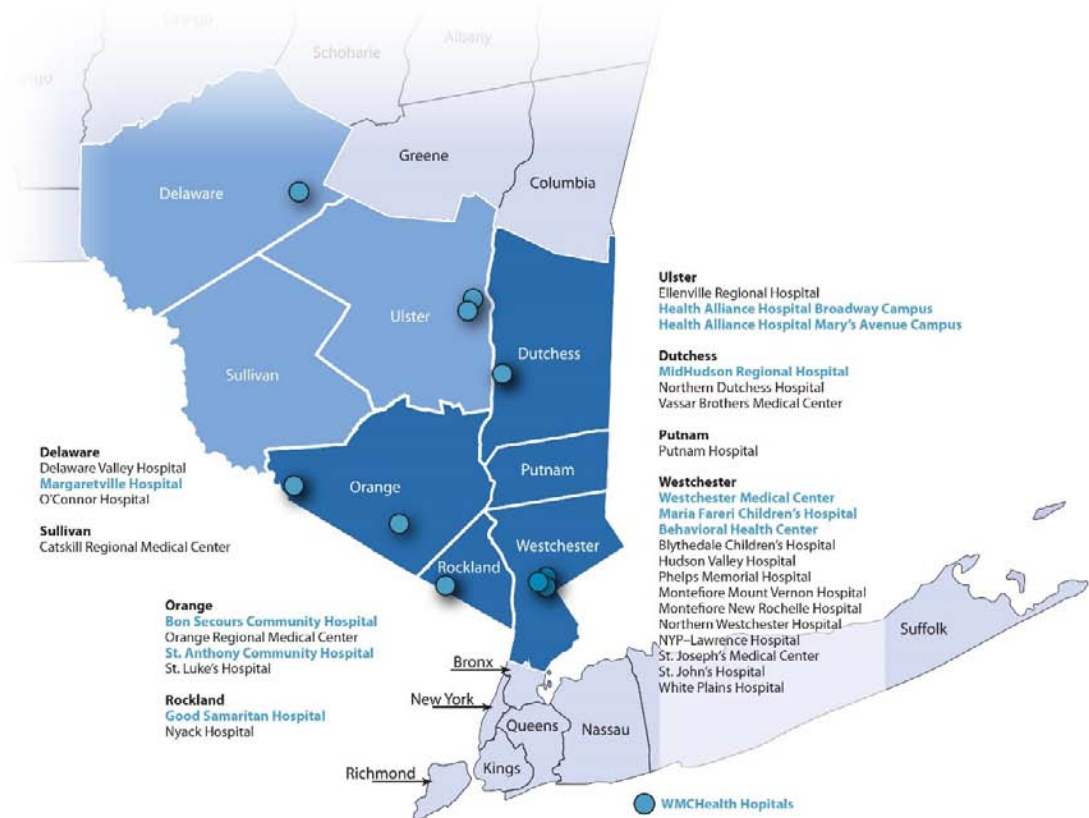 Schoharie
Albany
Greene
Columbia
Delaware
Ulster
Dutchess
Sullivan
Orange
Putnam
Rockland
Westchester
Ulster
Ellenville Regional Hospital
Health Alliance Hospital Broadway Campus
Health Alliance Hospital Mary's Avenue Campus
Dutchess
MidHudson Regional Hospital
Northern Dutchess Hospital
Vassar Brothers Medical Center
Putnam
Putnam Hospital
Westchester
Westchester Medical Center
Maria Fareri Children's Hospital
Behavioral Health Center
Blythedale Children's Hospital
Hudson Valley Hospital
Phelps Memorial Hospital
Montefiore Mount Vernon Hospital
Montefiore New Rochelle Hospital
Northern Westchester Hospital
NYP–Lawrence Hospital
St. Joseph's Medical Center
St. John's Hospital
White Plains Hospital
Delaware
Delaware Valley Hospital
Margaretville Hospital
O'Connor Hospital
Sullivan
Catskill Regional Medical Center
Orange
Bon Secours Community Hospital
Orange Regional Medical Center
St. Anthony Community Hospital
St. Luke's Hospital
Rockland
Good Samaritan Hospital
Nyack Hospital
Suffolk
Bronx
New York
Queens
Nassau
Kings
Richmond
WMCHealth Hopitals